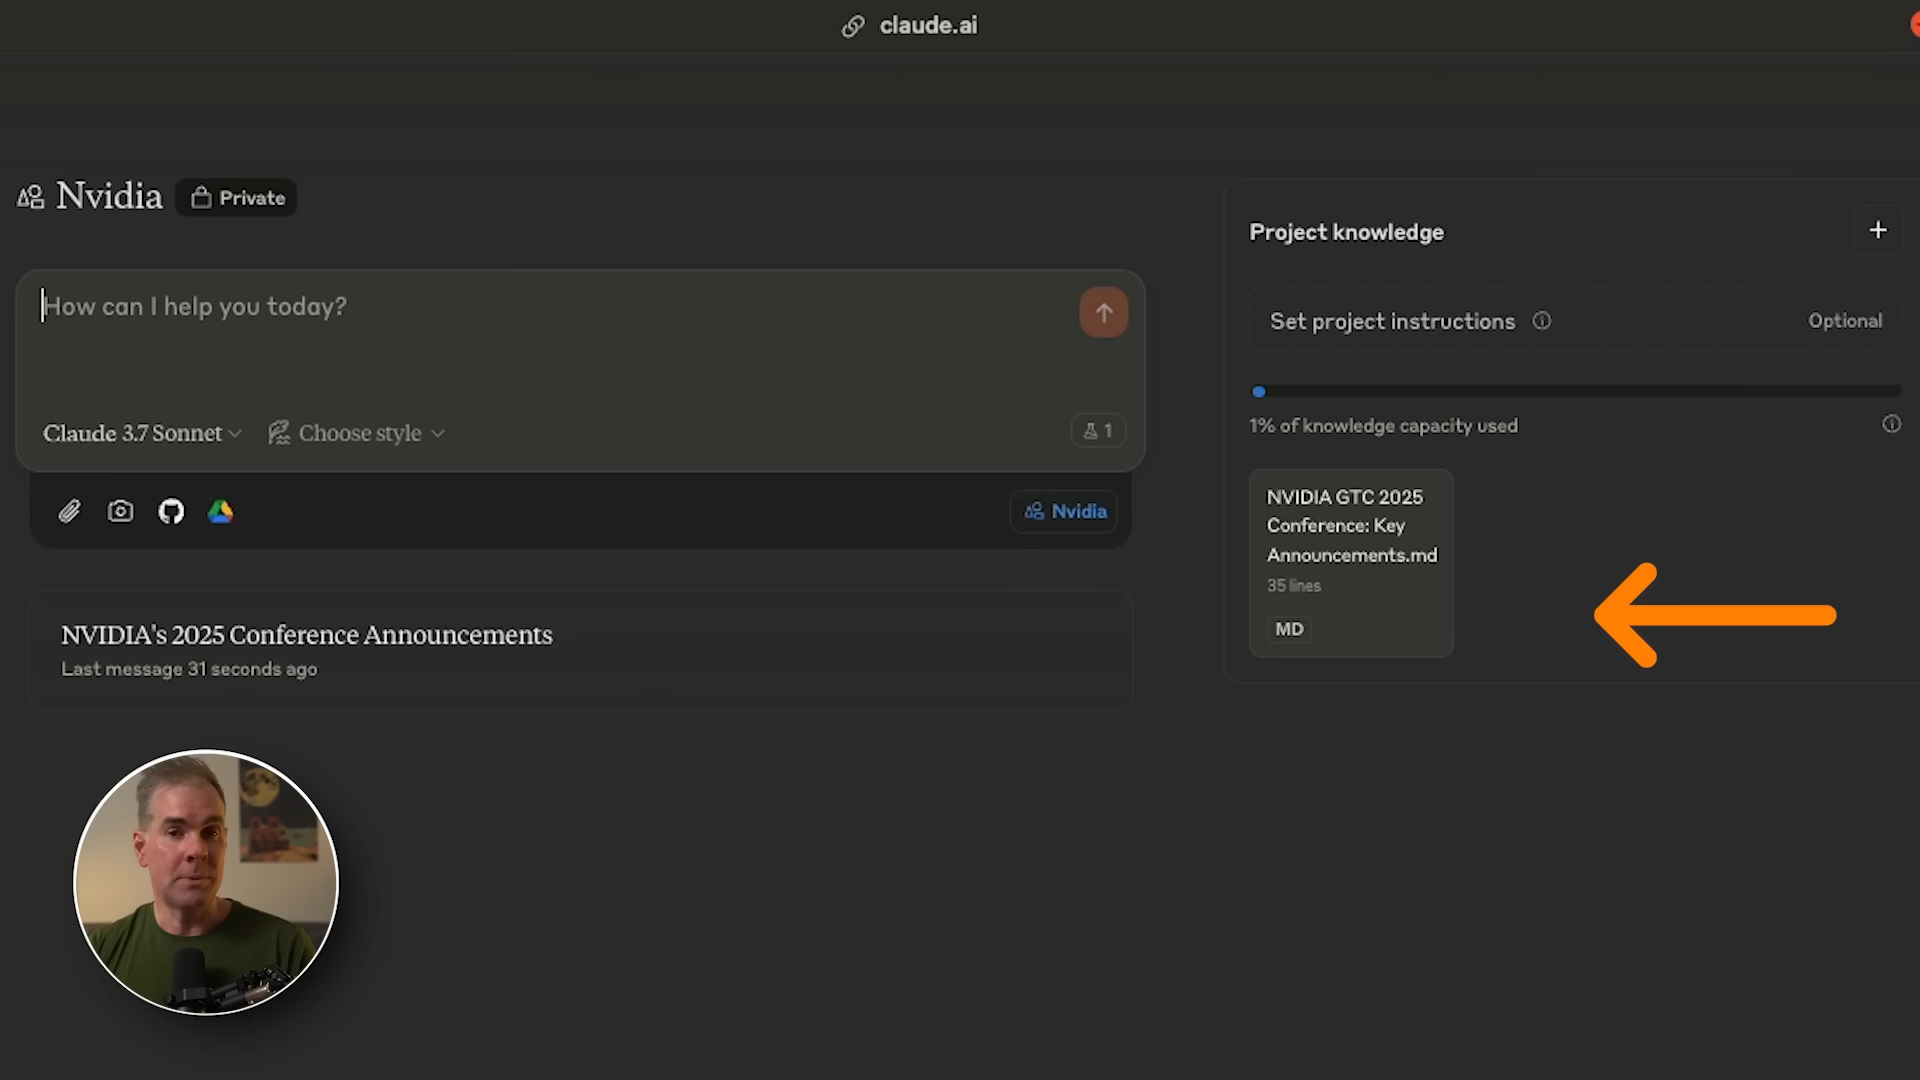 claude.ai
Nvidia
Private
How can I help you today?
Claude 3.7 Sonnet
Choose style
1
Nvidia
NVIDIA's 2025 Conference Announcements
Last message 31 seconds ago
Project knowledge
Set project instructions
Optional
1% of knowledge capacity used
NVIDIA GTC 2025
Conference: Key
Announcements.md
35 lines
MD